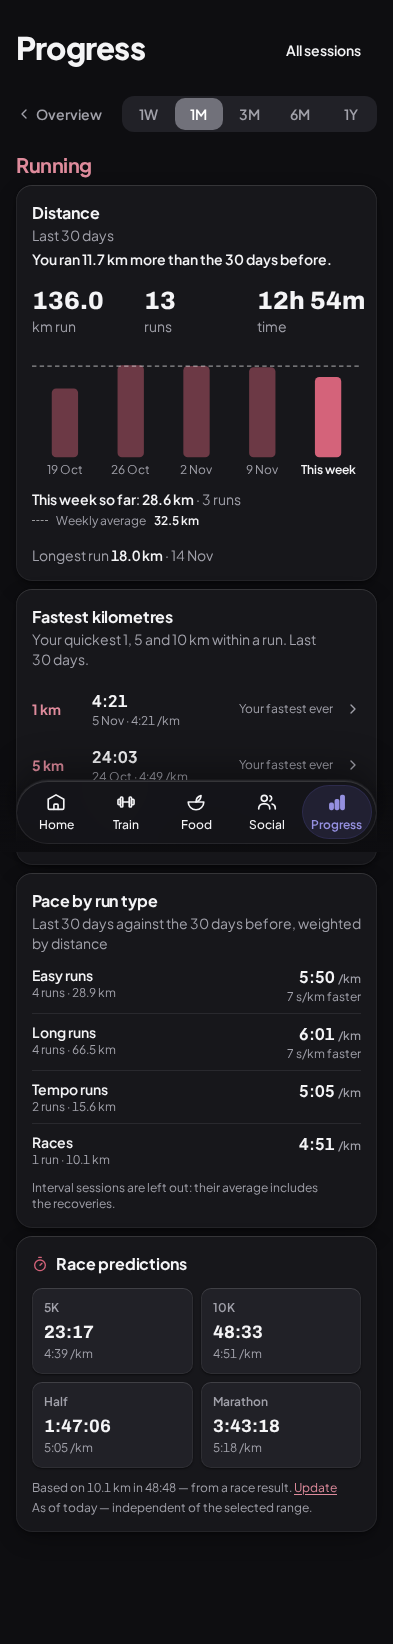 Progress
All sessions
Overview
1W
1M
3M
6M
1Y
Running
Distance
Last 30 days
You ran 11.7 km more than the 30 days before.
136.0
13
12h 54m
km run
runs
time
19 Oct
26 Oct
2 Nov
9 Nov
This week
This week so far: 28.6 km · 3 runs
Weekly average 32.5 km
Longest run 18.0 km · 14 Nov
Fastest kilometres
Your quickest 1, 5 and 10 km within a run. Last
30 days.
1 km
4:21
5 Nov · 4:21 /km
Your fastest ever
5 km
24:03
24 Oct · 4:49 /km
Your fastest ever
Home
Train
Food
Social
Progress
Pace by run type
Last 30 days against the 30 days before, weighted
by distance
Easy runs
5:50 /km
4 runs · 28.9 km
7 s/km faster
Long runs
6:01 /km
4 runs · 66.5 km
7 s/km faster
Tempo runs
5:05 /km
2 runs · 15.6 km
Races
4:51 /km
1 run · 10.1 km
Interval sessions are left out: their average includes
the recoveries.
Race predictions
5K
23:17
4:39 /km
10K
48:33
4:51 /km
Half
1:47:06
5:05 /km
Marathon
3:43:18
5:18 /km
Based on 10.1 km in 48:48 — from a race result. Update
As of today — independent of the selected range.